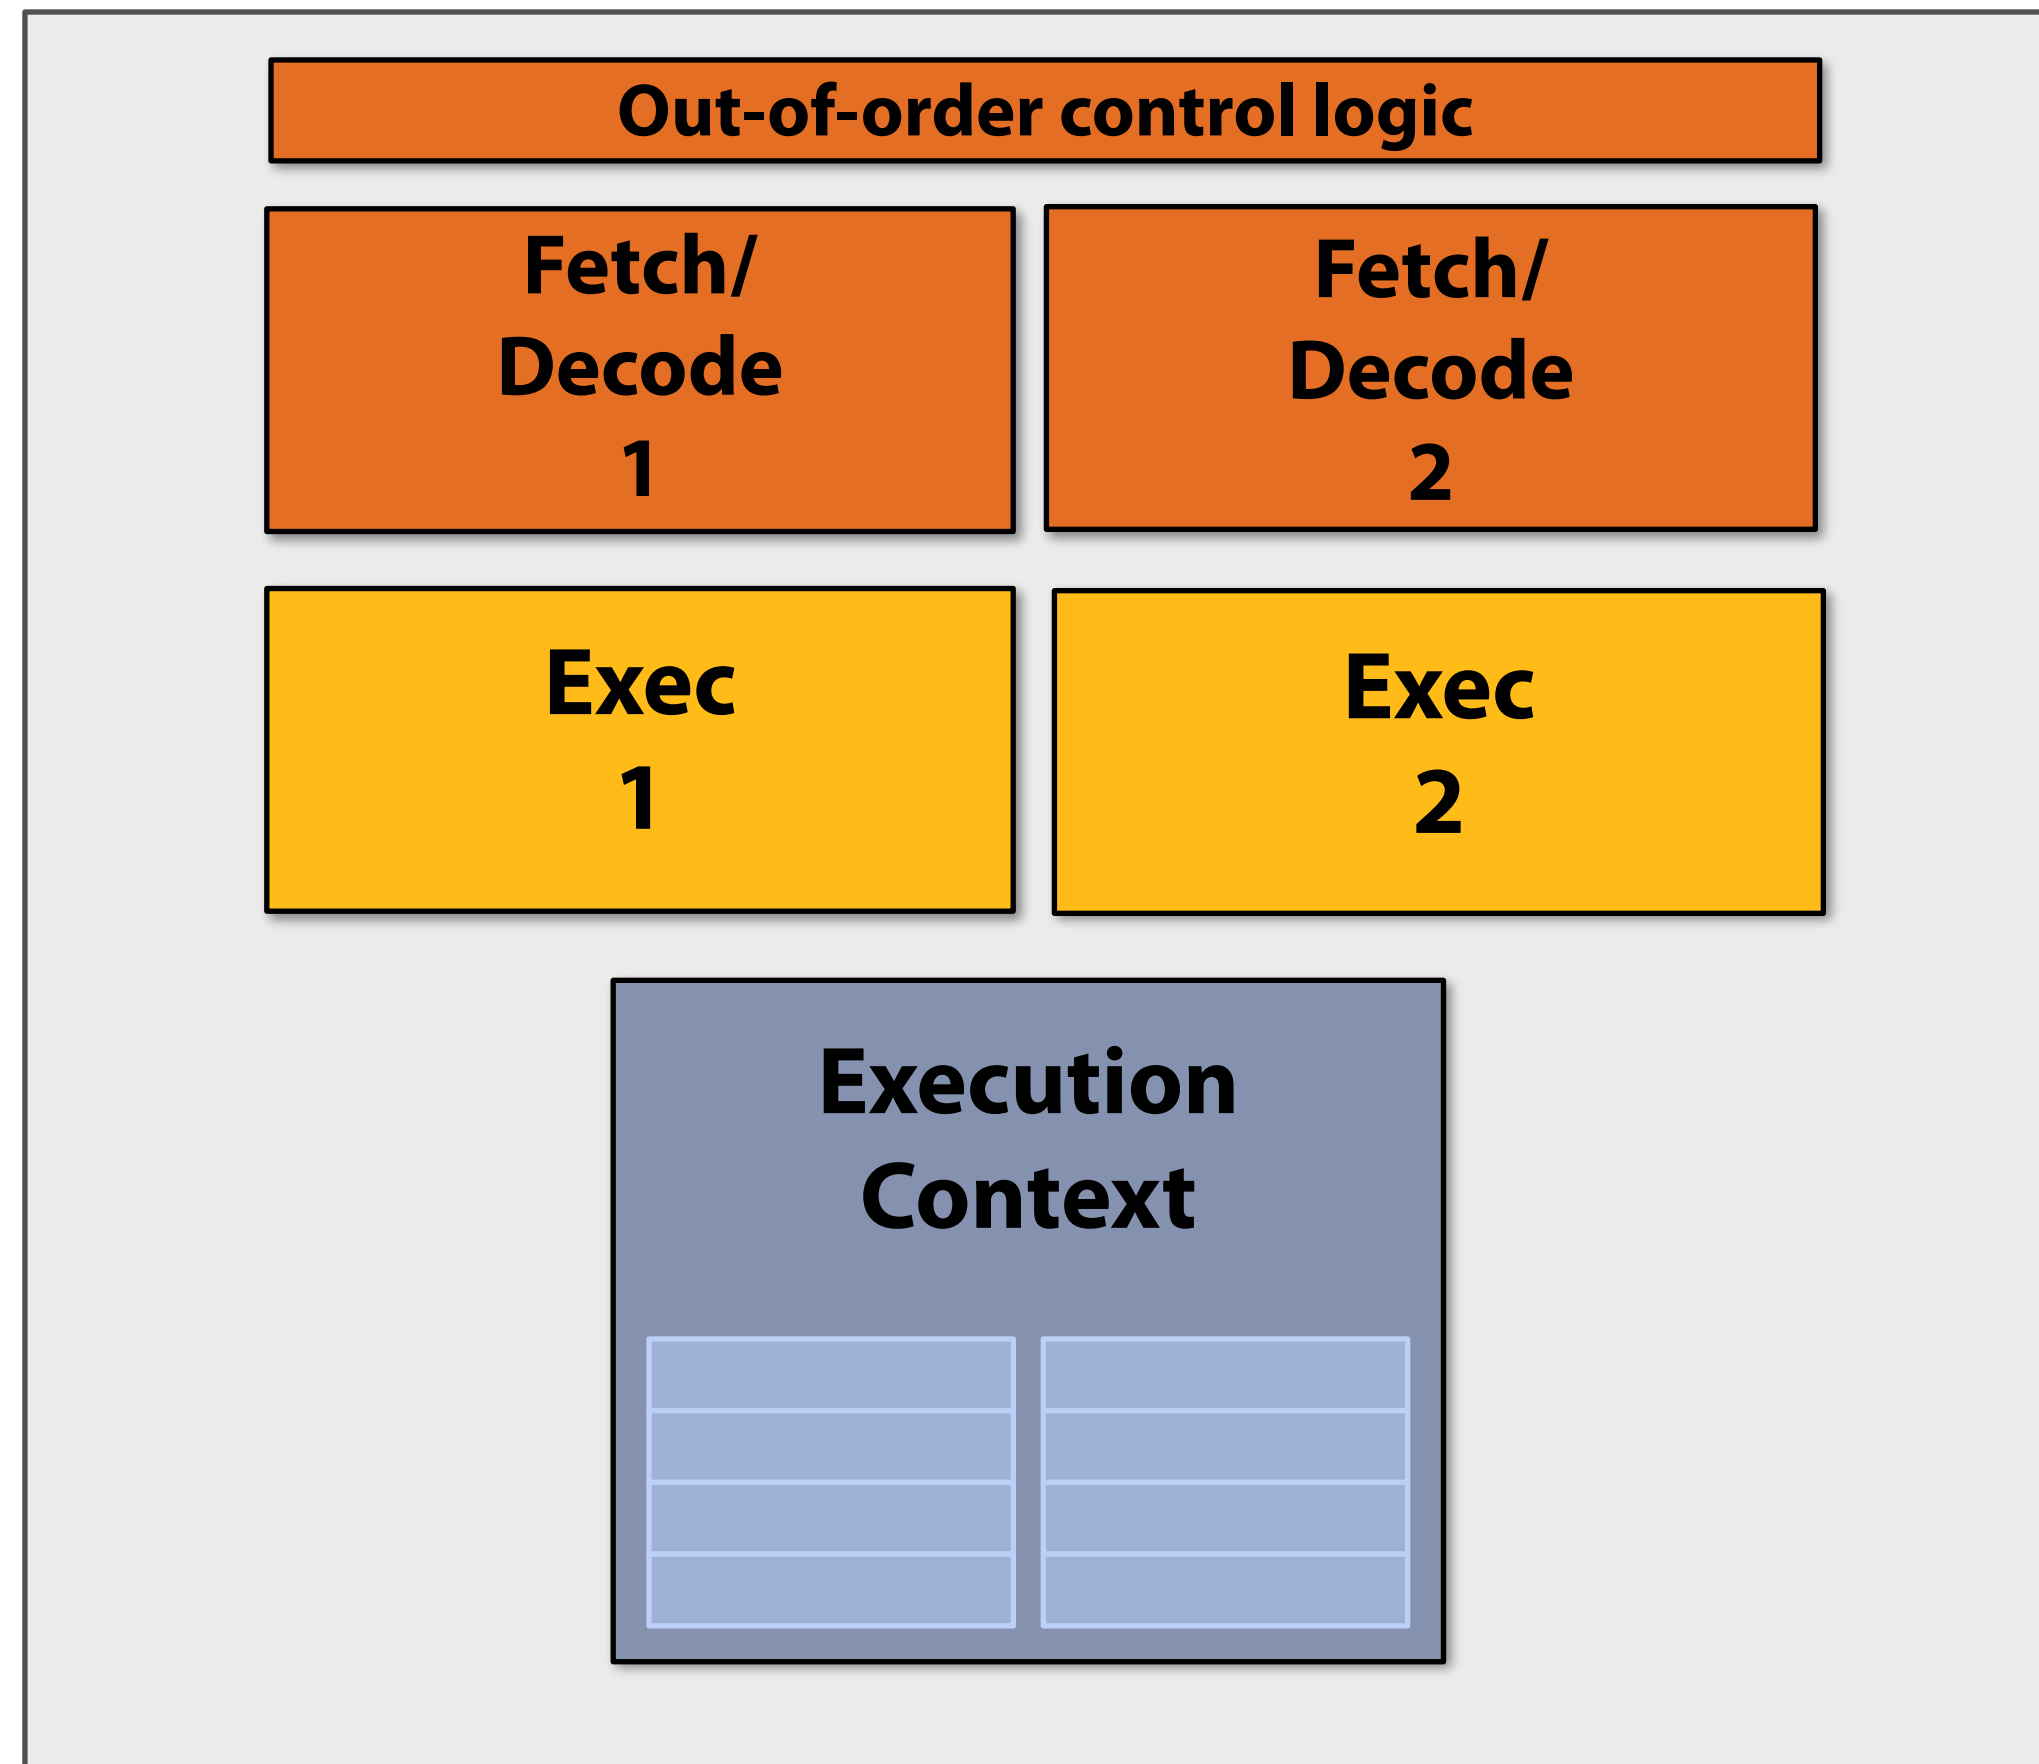 Out-of-order control logic
Fetch/
Decode
1
Fetch/
Decode
2
Exec
1
Exec
2
Execution
Context